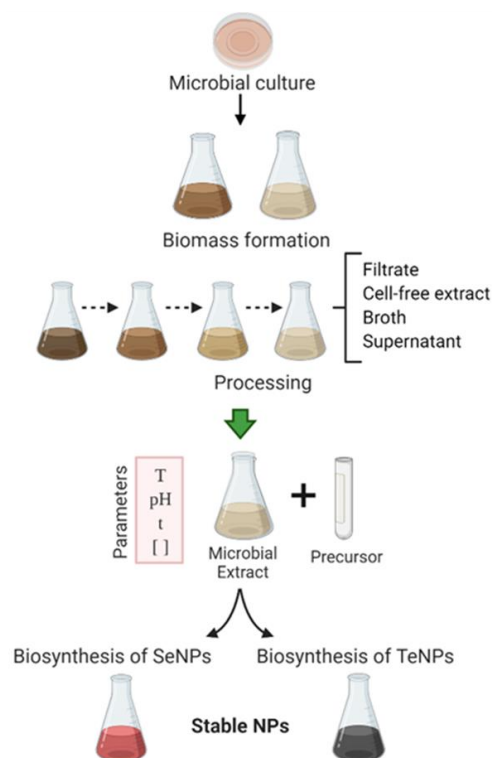 Microbial culture
Biomass formation
Filtrate
Cell-free extract
Broth
Supernatant
Processing
Parameters
T
pH
t
[ ]
Microbial
Extract
+
Precursor
Biosynthesis of SeNPs
Biosynthesis of TeNPs
Stable NPs